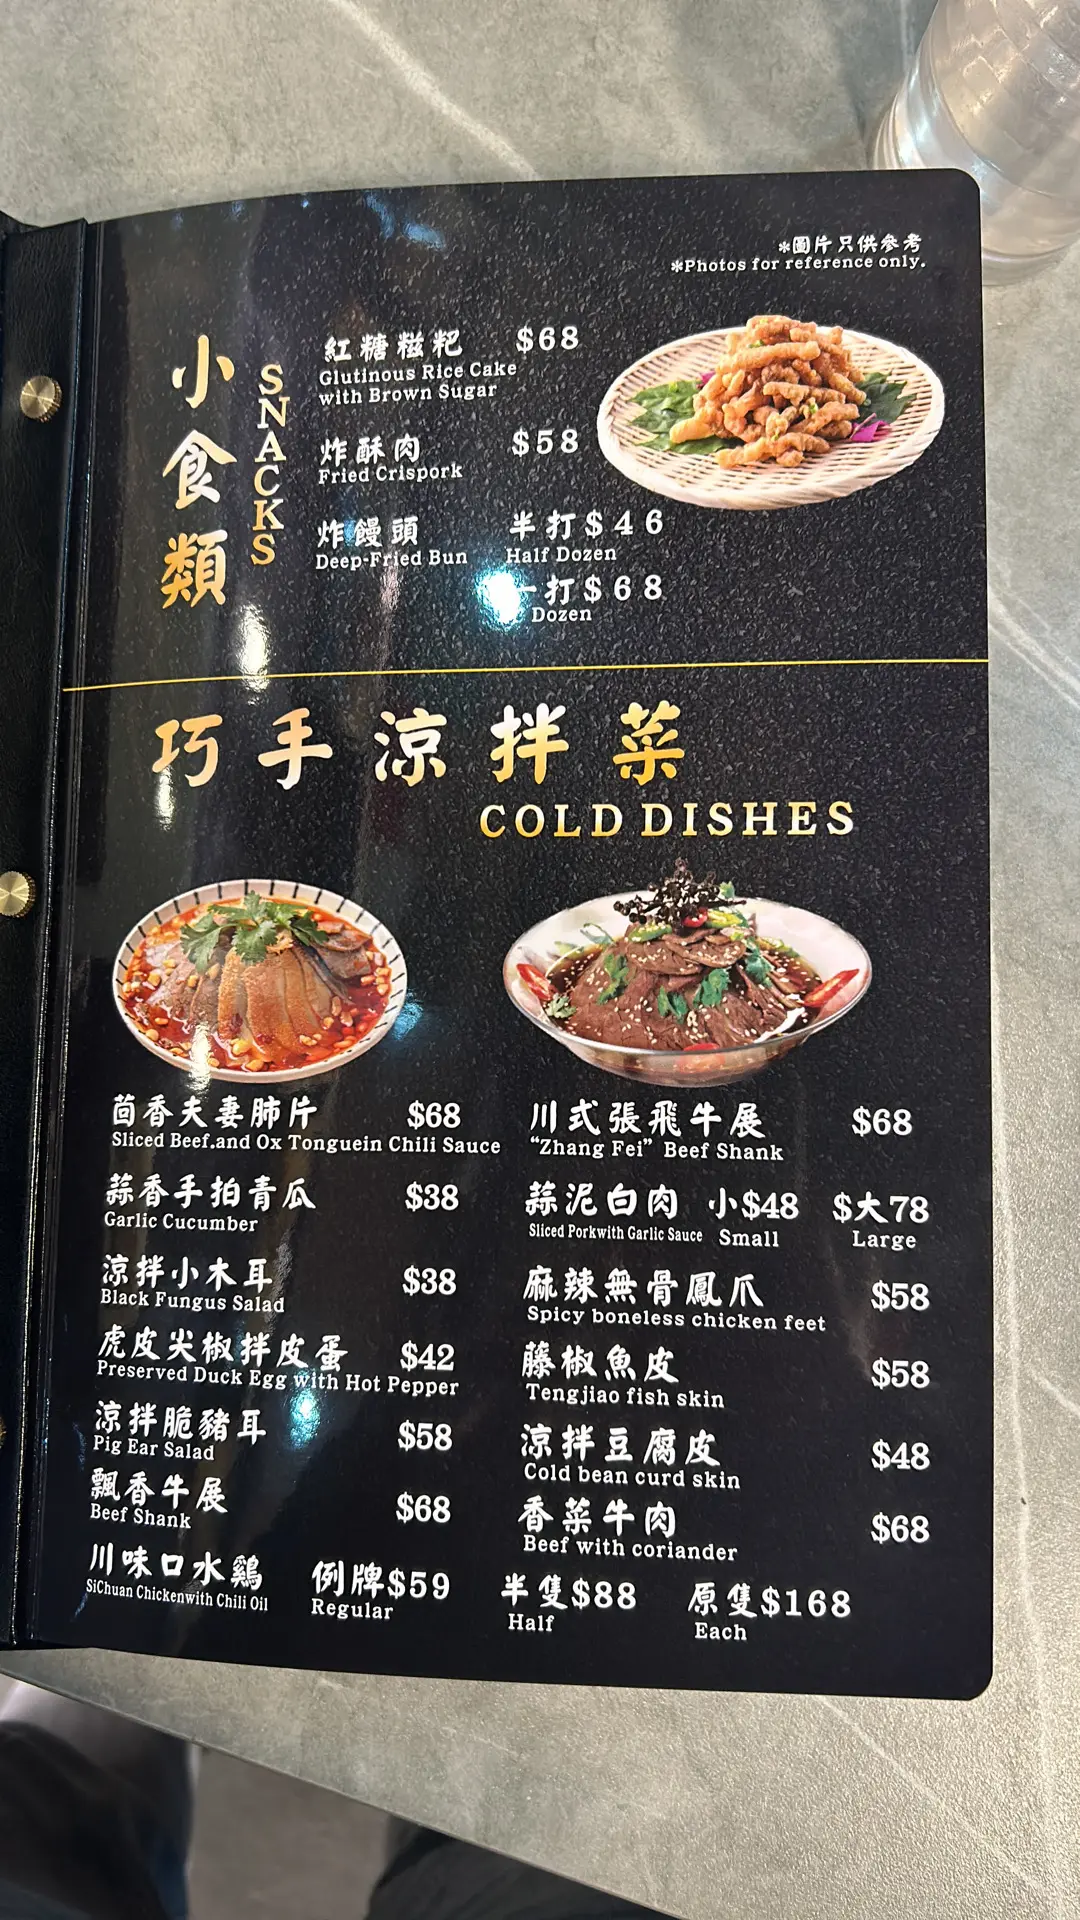 *圖片只供參考
*Photos for reference only.
小食類
SNACKS
紅糖糍粑 $68
Glutinous Rice Cake
with Brown Sugar
炸酥肉 $58
Fried Crispork
炸饅頭 半打$46
Deep-Fried Bun Half Dozen
一打$68
Dozen
巧手涼拌菜
COLD DISHES
茴香夫妻肺片 $68
Sliced Beef.and Ox Tonguein Chili Sauce
蒜香手拍青瓜 $38
Garlic Cucumber
涼拌小木耳 $38
Black Fungus Salad
虎皮尖椒拌皮蛋 $42
Preserved Duck Egg with Hot Pepper
涼拌脆豬耳 $58
Pig Ear Salad
飄香牛展 $68
Beef Shank
川式張飛牛展 $68
“Zhang Fei” Beef Shank
蒜泥白肉 小$48 $大78
Sliced Porkwith Garlic Sauce Small Large
麻辣無骨鳳爪 $58
Spicy boneless chicken feet
藤椒魚皮 $58
Tengjiao fish skin
涼拌豆腐皮 $48
Cold bean curd skin
香菜牛肉 $68
Beef with coriander
川味口水鷄 例牌$59 半隻$88 原隻$168
SiChuan Chickenwith Chili Oil Regular Half Each